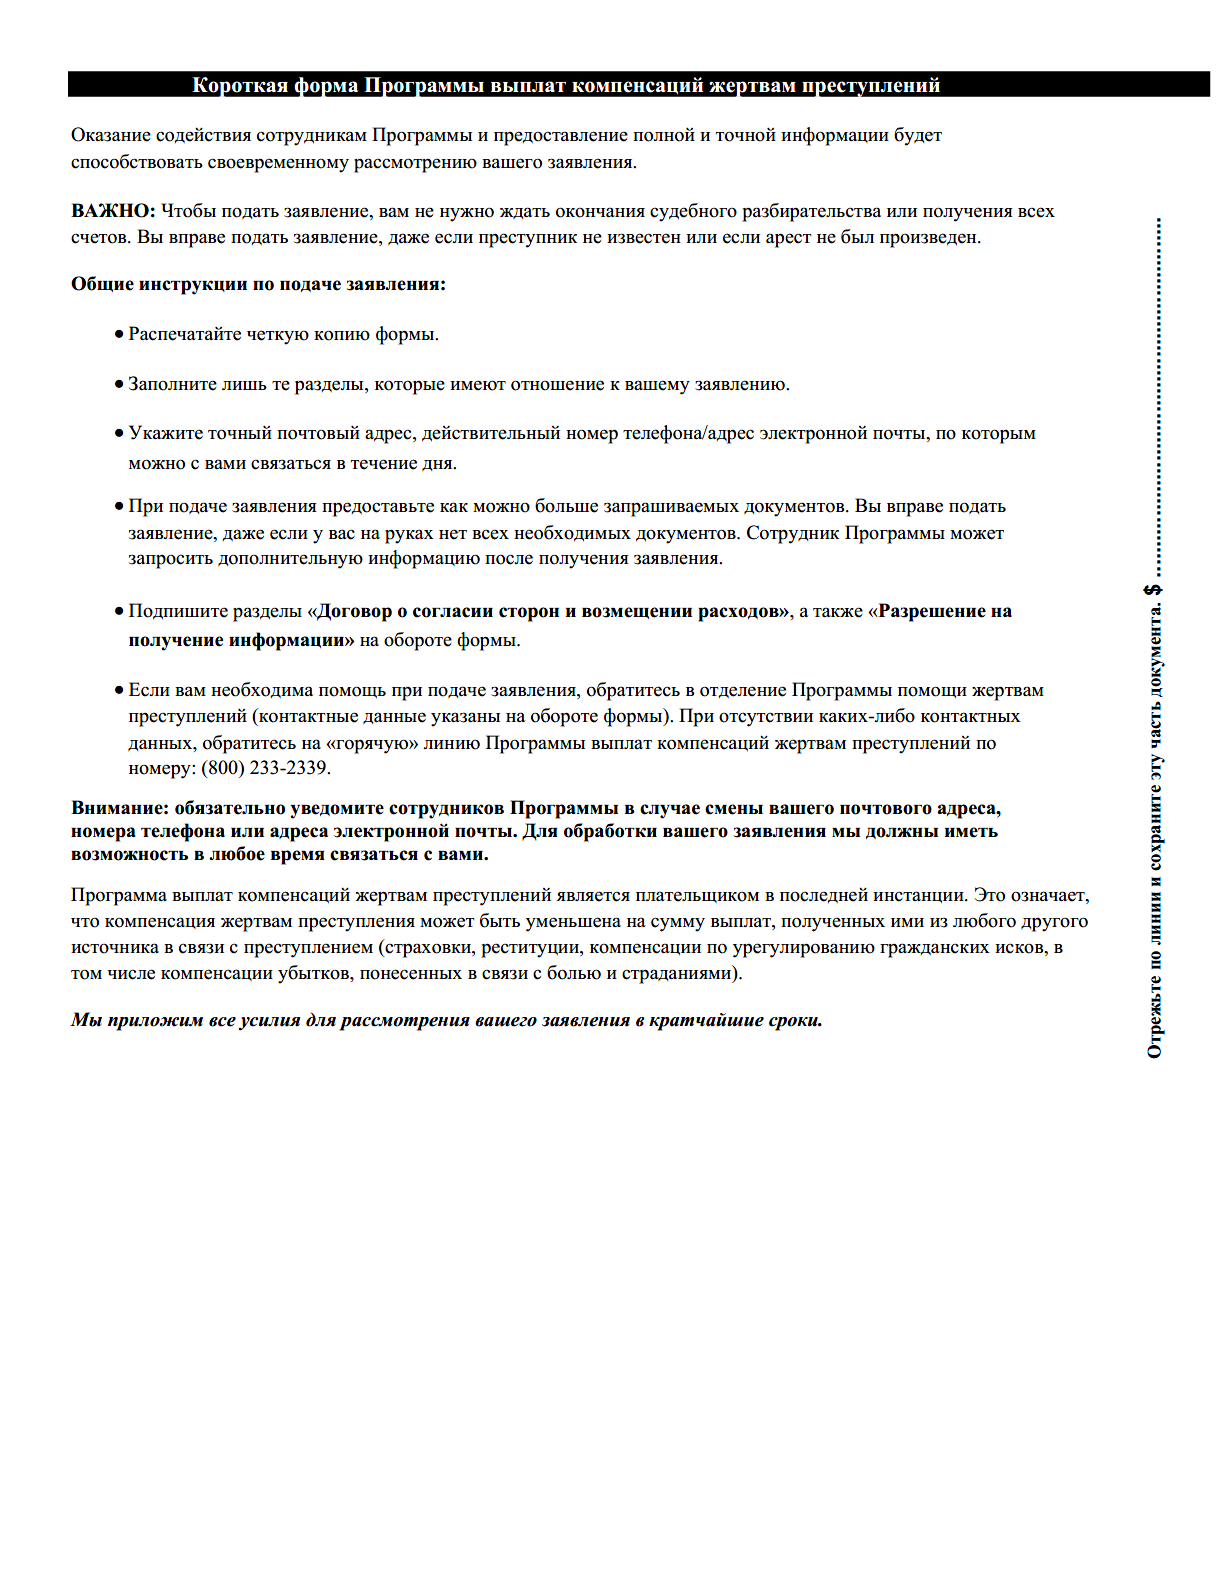 Короткая форма Программы выплат компенсаций жертвам преступлений
Оказание содействия сотрудникам Программы и предоставление полной и точной информации будет
способствовать своевременному рассмотрению вашего заявления.
ВАЖНО: Чтобы подать заявление, вам не нужно ждать окончания судебного разбирательства или получения всех
счетов. Вы вправе подать заявление, даже если преступник не известен или если арест не был произведен.
Общие инструкции по подаче заявления:
• Распечатайте четкую копию формы.
• Заполните лишь те разделы, которые имеют отношение к вашему заявлению.
• Укажите точный почтовый адрес, действительный номер телефона/адрес электронной почты, по которым
можно с вами связаться в течение дня.
• При подаче заявления предоставьте как можно больше запрашиваемых документов. Вы вправе подать
заявление, даже если у вас на руках нет всех необходимых документов. Сотрудник Программы может
запросить дополнительную информацию после получения заявления.
• Подпишите разделы «Договор о согласии сторон и возмещении расходов», а также «Разрешение на
получение информации» на обороте формы.
• Если вам необходима помощь при подаче заявления, обратитесь в отделение Программы помощи жертвам
преступлений (контактные данные указаны на обороте формы). При отсутствии каких-либо контактных
данных, обратитесь на «горячую» линию Программы выплат компенсаций жертвам преступлений по
номеру: (800) 233-2339.
Внимание: обязательно уведомите сотрудников Программы в случае смены вашего почтового адреса,
номера телефона или адреса электронной почты. Для обработки вашего заявления мы должны иметь
возможность в любое время связаться с вами.
Программа выплат компенсаций жертвам преступлений является плательщиком в последней инстанции. Это означает,
что компенсация жертвам преступления может быть уменьшена на сумму выплат, полученных ими из любого другого
источника в связи с преступлением (страховки, реституции, компенсации по урегулированию гражданских исков, в
том числе компенсации убытков, понесенных в связи с болью и страданиями).
Мы приложим все усилия для рассмотрения вашего заявления в кратчайшие сроки.
Отрежьте по линии и сохраните эту часть документа. $